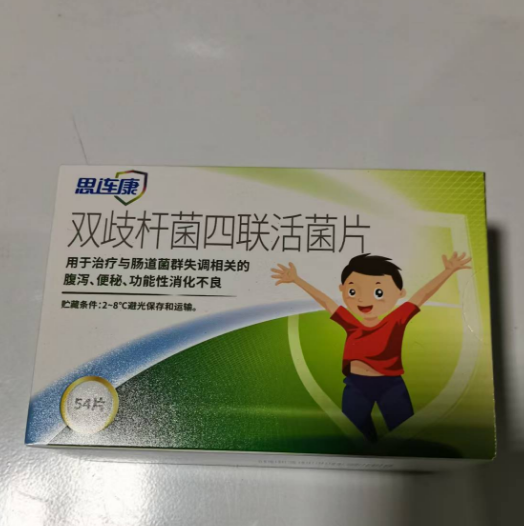 思连康
双歧杆菌四联活菌片
用于治疗与肠道菌群失调相关的
腹泻、便秘、功能性消化不良
贮藏条件:2~8℃避光保存和运输。
54片